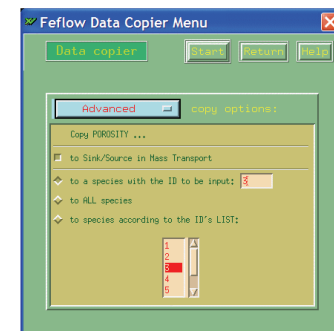 Feflow Data Copier Menu
Data copier Start Return Help
Advanced copy options:
Copy POROSITY ...
to Sink/Source in Mass Transport
to a species with the ID to be input: 3
to ALL species
to species according to the ID's LIST:
1
2
3
4
5